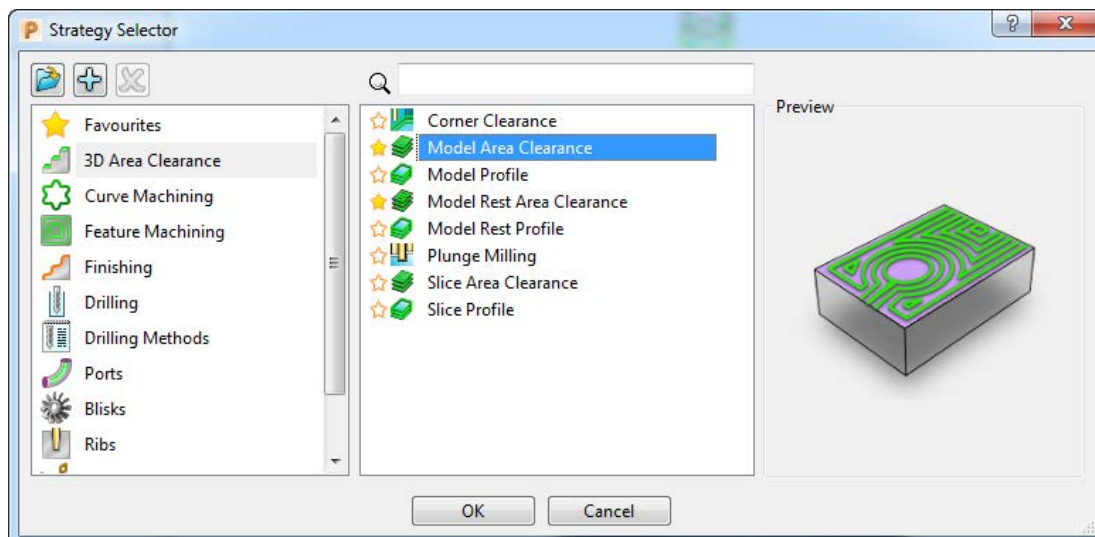 Strategy Selector
Favourites
3D Area Clearance
Curve Machining
Feature Machining
Finishing
Drilling
Drilling Methods
Ports
Blisks
Ribs
Corner Clearance
Model Area Clearance
Model Profile
Model Rest Area Clearance
Model Rest Profile
Plunge Milling
Slice Area Clearance
Slice Profile
Preview
OK
Cancel